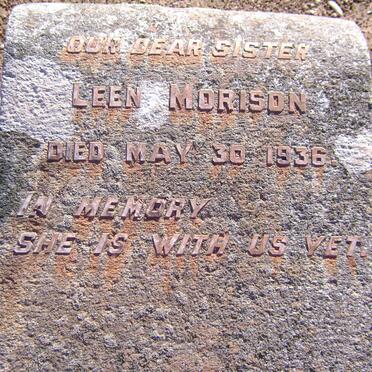 OUR DEAR SISTER
LEEN MORISON
DIED MAY 30 1936.
IN MEMORY
SHE IS WITH US YET.